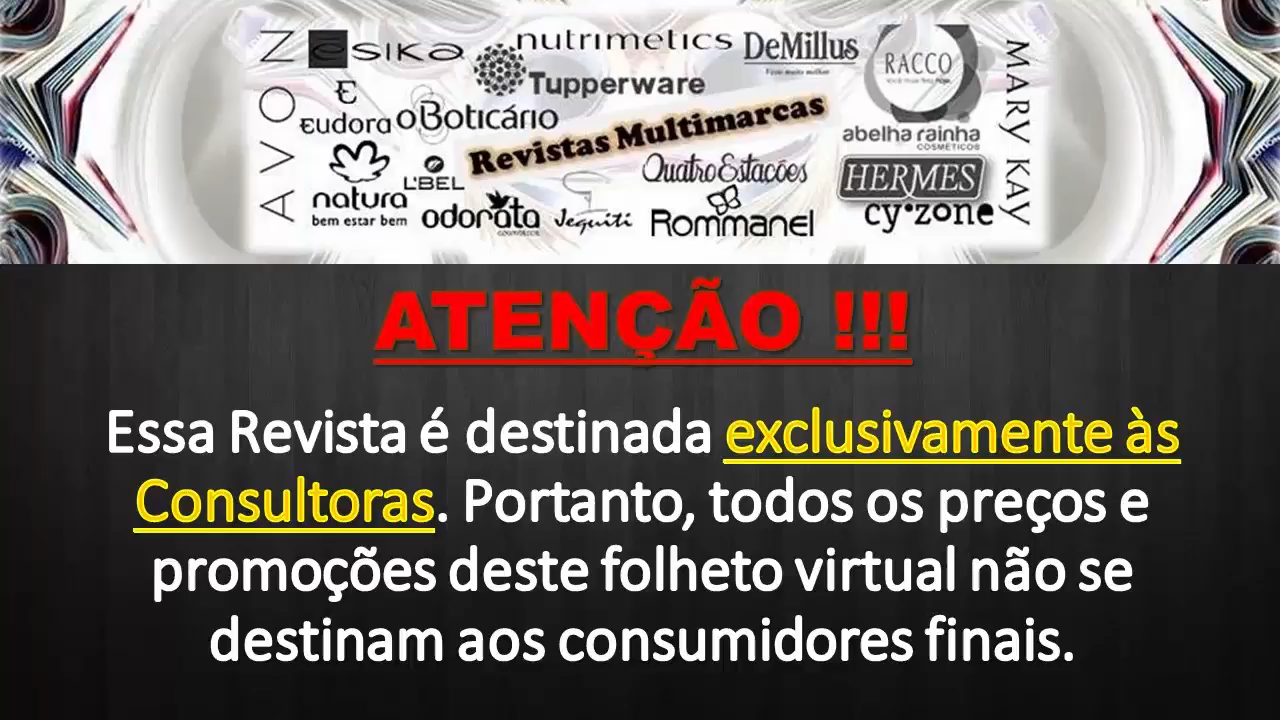 AVON
Zesika
nutrimetics
DeMillus
RACCO
MARY KAY
Tupperware
Eudora
oBoticário
Revistas Multimarcas
abelha rainha
COSMÉTICOS
natura
bem estar bem
L'BEL
QuatroEstações
HERMES
odorata
Jequiti
Rommanel
cy•zone
ATENÇÃO !!!
Essa Revista é destinada exclusivamente às
Consultoras. Portanto, todos os preços e
promoções deste folheto virtual não se
destinam aos consumidores finais.